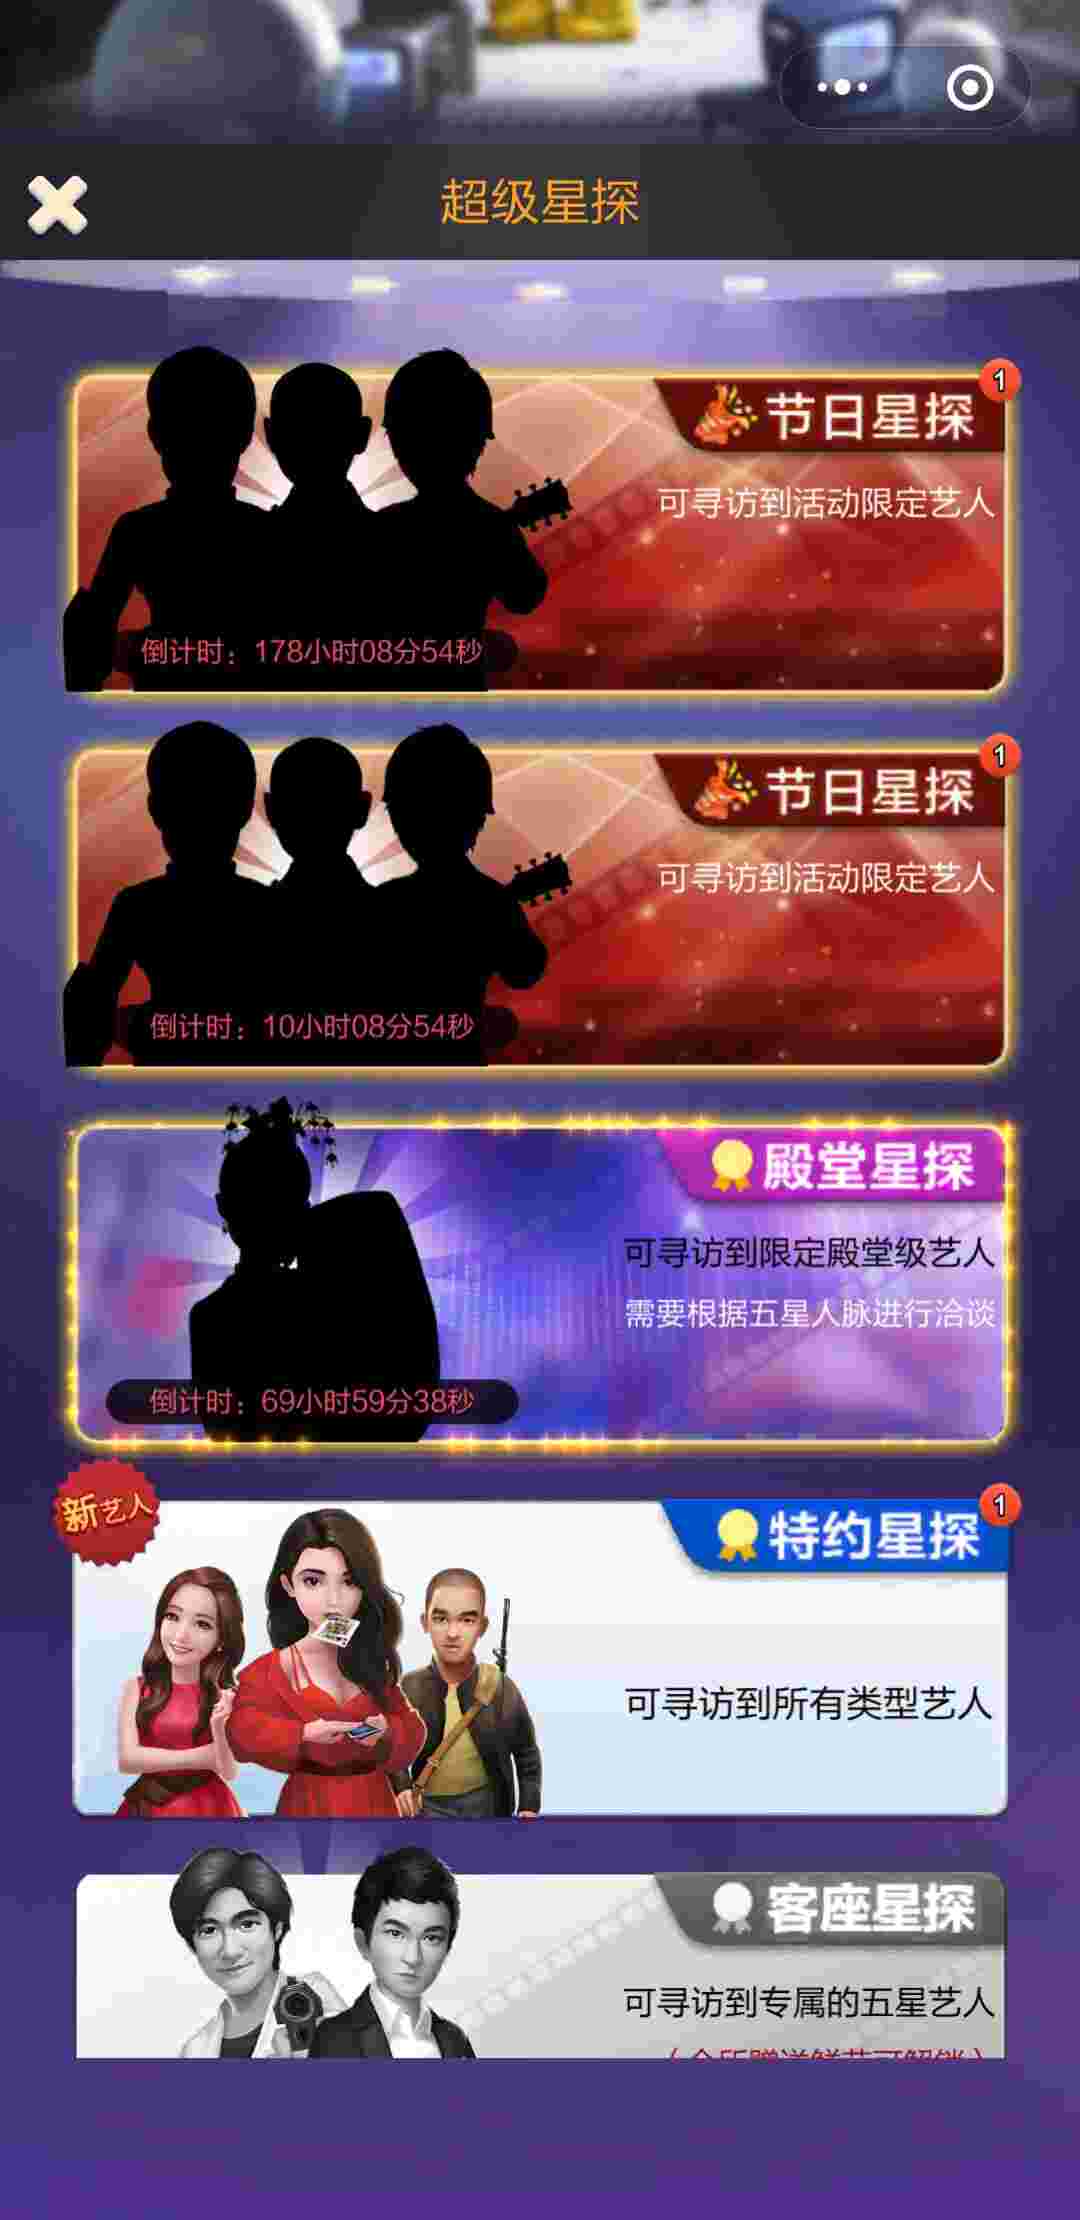 超级星探
1
节日星探
可寻访到活动限定艺人
倒计时：178小时08分54秒
1
节日星探
可寻访到活动限定艺人
倒计时：10小时08分54秒
殿堂星探
可寻访到限定殿堂级艺人
需要根据五星人脉进行洽谈
倒计时：69小时59分38秒
新艺人
1
特约星探
可寻访到所有类型艺人
客座星探
可寻访到专属的五星艺人